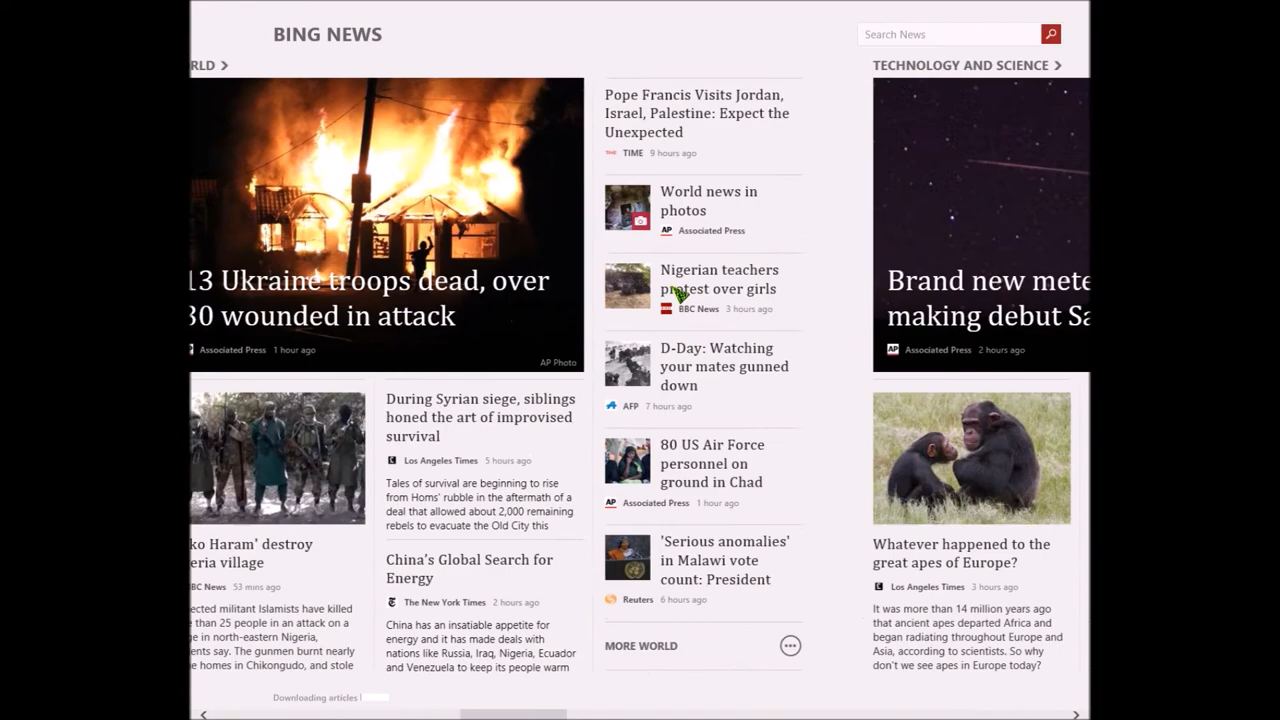 BING NEWS
Search News
RLD
13 Ukraine troops dead, over
30 wounded in attack
Associated Press 1 hour ago
AP Photo
ko Haram' destroy
eria village
BC News 53 mins ago
ected militant Islamists have killed
e than 25 people in an attack on a
ge in north-eastern Nigeria,
ents say. The gunmen burnt nearly
e homes in Chikongudo, and stole
During Syrian siege, siblings
honed the art of improvised
survival
Los Angeles Times 5 hours ago
Tales of survival are beginning to rise
from Homs' rubble in the aftermath of a
deal that allowed about 2,000 remaining
rebels to evacuate the Old City this
China's Global Search for
Energy
The New York Times 2 hours ago
China has an insatiable appetite for
energy and it has made deals with
nations like Russia, Iraq, Nigeria, Ecuador
and Venezuela to keep its people warm
Pope Francis Visits Jordan,
Israel, Palestine: Expect the
Unexpected
TIME TIME 9 hours ago
World news in
photos
AP Associated Press
Nigerian teachers
protest over girls
BBC News 3 hours ago
D-Day: Watching
your mates gunned
down
AFP 7 hours ago
80 US Air Force
personnel on
ground in Chad
AP Associated Press 1 hour ago
'Serious anomalies'
in Malawi vote
count: President
Reuters 6 hours ago
MORE WORLD
TECHNOLOGY AND SCIENCE
Brand new mete
making debut Sa
AP Associated Press 2 hours ago
Whatever happened to the
great apes of Europe?
Los Angeles Times 3 hours ago
It was more than 14 million years ago
that ancient apes departed Africa and
began radiating throughout Europe and
Asia, according to scientists. So why
don't we see apes in Europe today?
Downloading articles